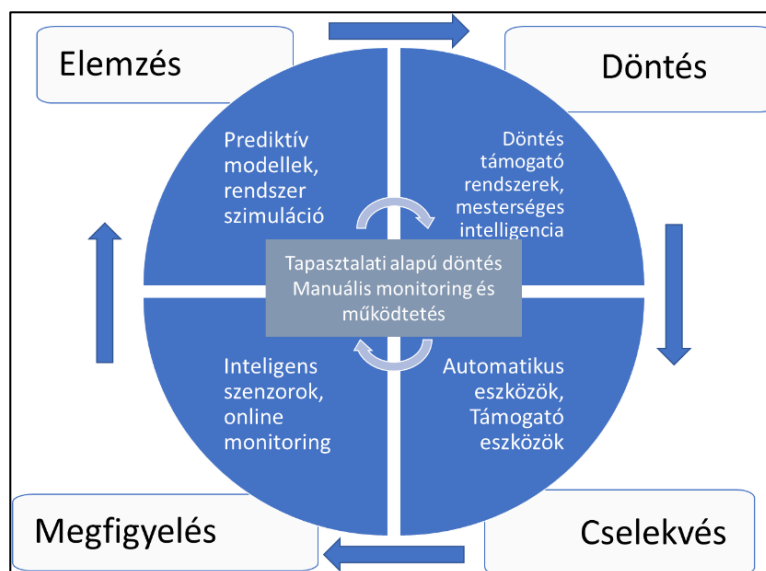 Elemzés
Döntés
Prediktív
modellek,
rendszer
szimuláció
Döntés
támogató
rendszerek,
mesterséges
intelligencia
Tapasztalati alapú döntés
Manuális monitoring és
működtetés
Inteligens
szenzorok,
online
monitoring
Automatikus
eszközök,
Támogató
eszközök
Megfigyelés
Cselekvés